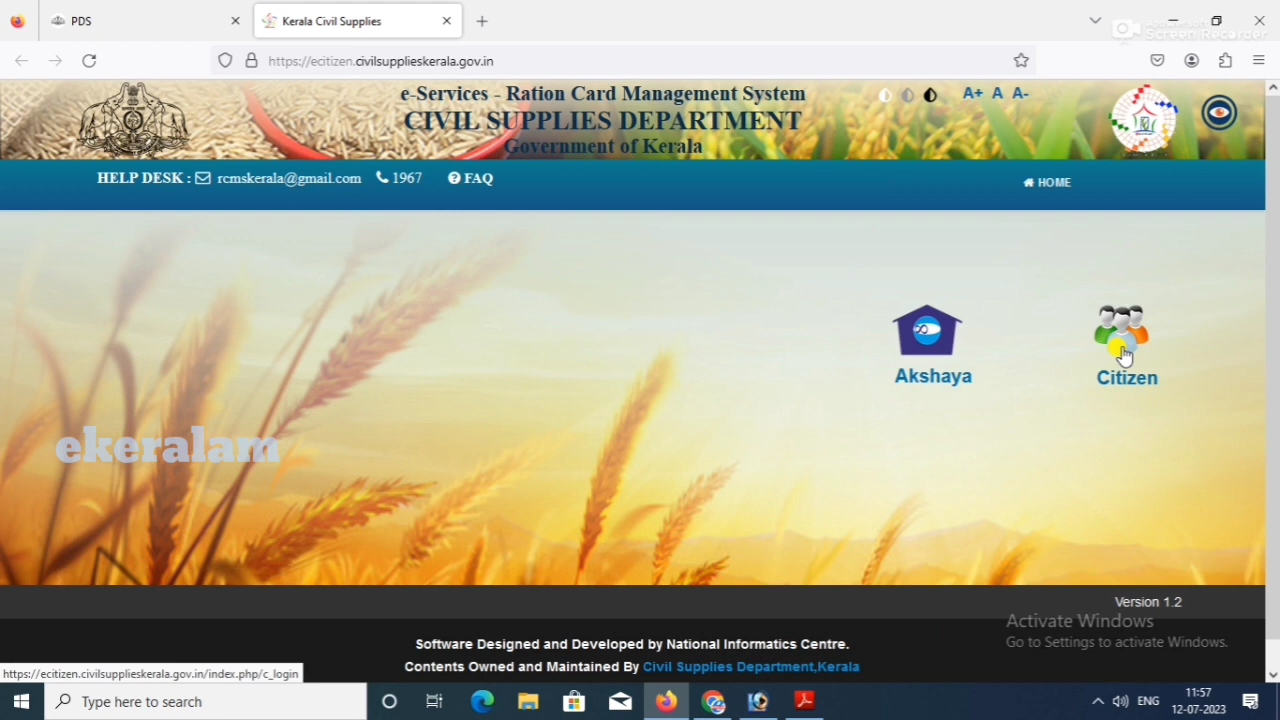 PDS
Kerala Civil Supplies
https://ecitizen.civilsupplieskerala.gov.in
Screen Recorder
e-Services - Ration Card Management System
A+ A A-
CIVIL SUPPLIES DEPARTMENT
Government of Kerala
HELP DESK : rcmskerala@gmail.com 1967 FAQ
HOME
Akshaya
Citizen
ekeralam
Version 1.2
Activate Windows
Go to Settings to activate Windows.
Software Designed and Developed by National Informatics Centre.
Contents Owned and Maintained By Civil Supplies Department,Kerala
https://ecitizen.civilsupplieskerala.gov.in/index.php/c_login
Type here to search
ENG
11:57
12-07-2023